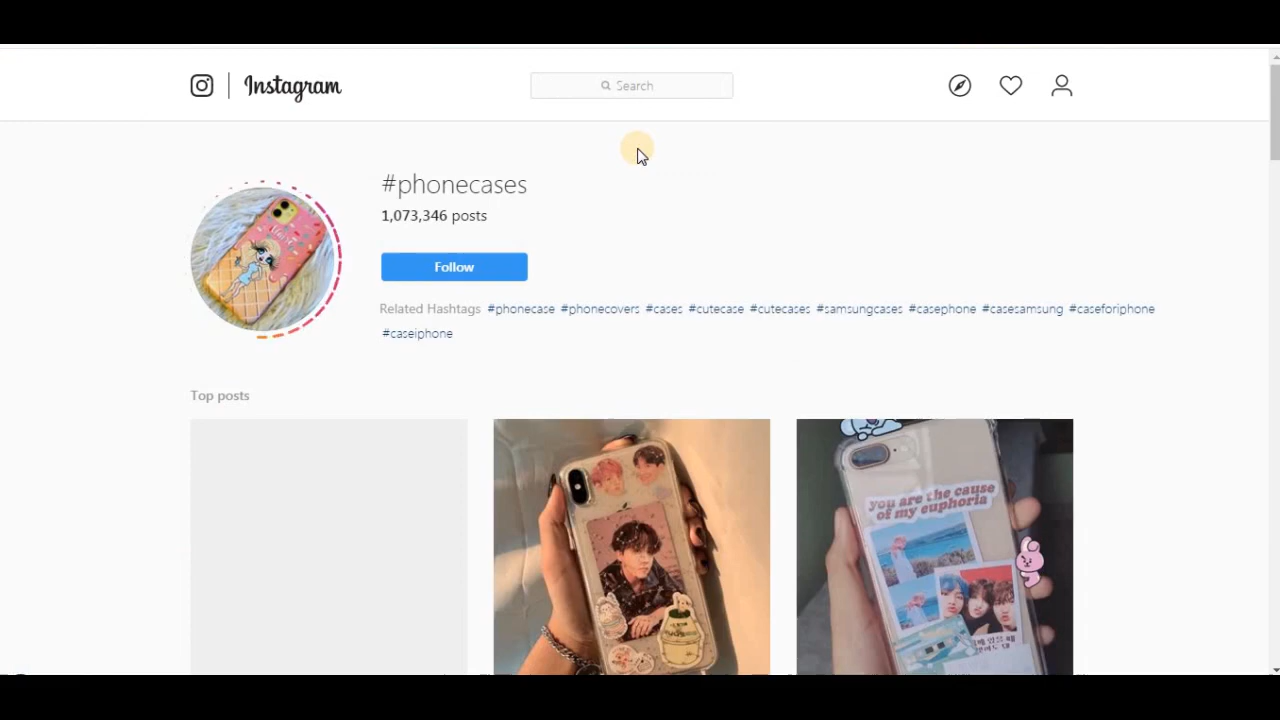 Instagram
Search
#phonecases
1,073,346 posts
Follow
Related Hashtags #phonecase #phonecovers #cases #cutecase #cutecases #samsungcases #casephone #casesamsung #caseforiphone
#caseiphone
Top posts
you are the cause
of my euphoria